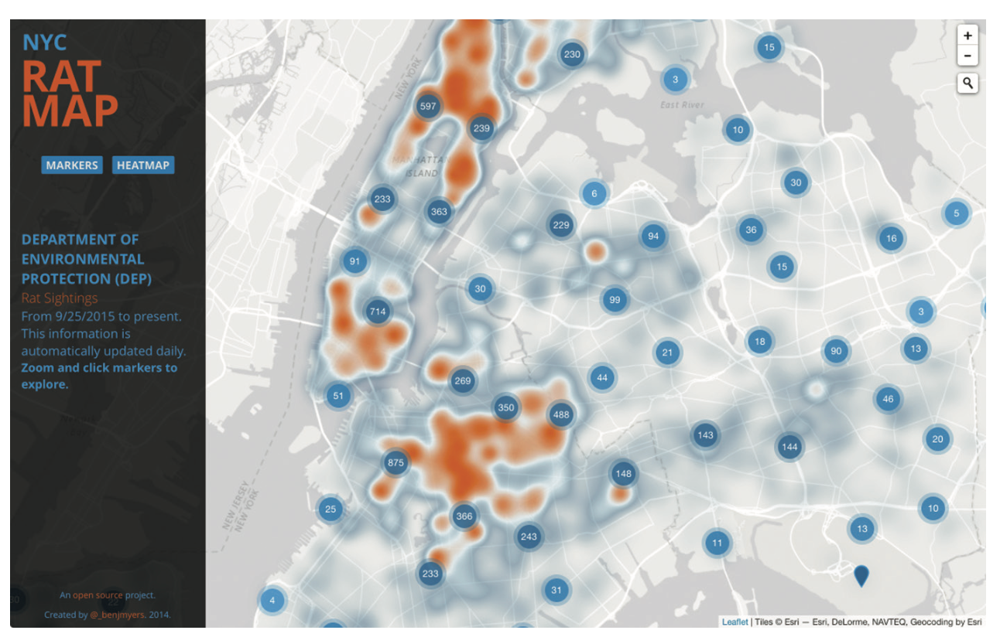 NYC
RAT
MAP
MARKERS HEATMAP
DEPARTMENT OF
ENVIRONMENTAL
PROTECTION (DEP)
Rat Sightings
From 9/25/2015 to present.
This information is
automatically updated daily.
Zoom and click markers to
explore.
An open source project.
Created by @_benjmyers. 2014.
+
−
NEW YORK
230
15
3
East River
597
239
10
MANHATTA
ISLAND
30
6
233
363
5
229
94
36
16
91
15
30
99
714
3
18
90
13
21
44
269
51
46
350
488
143
144
20
875
148
NEW JERSEY
NEW YORK
25
366
10
243
13
11
233
31
4
Leaflet | Tiles © Esri — Esri, DeLorme, NAVTEQ, Geocoding by Esri